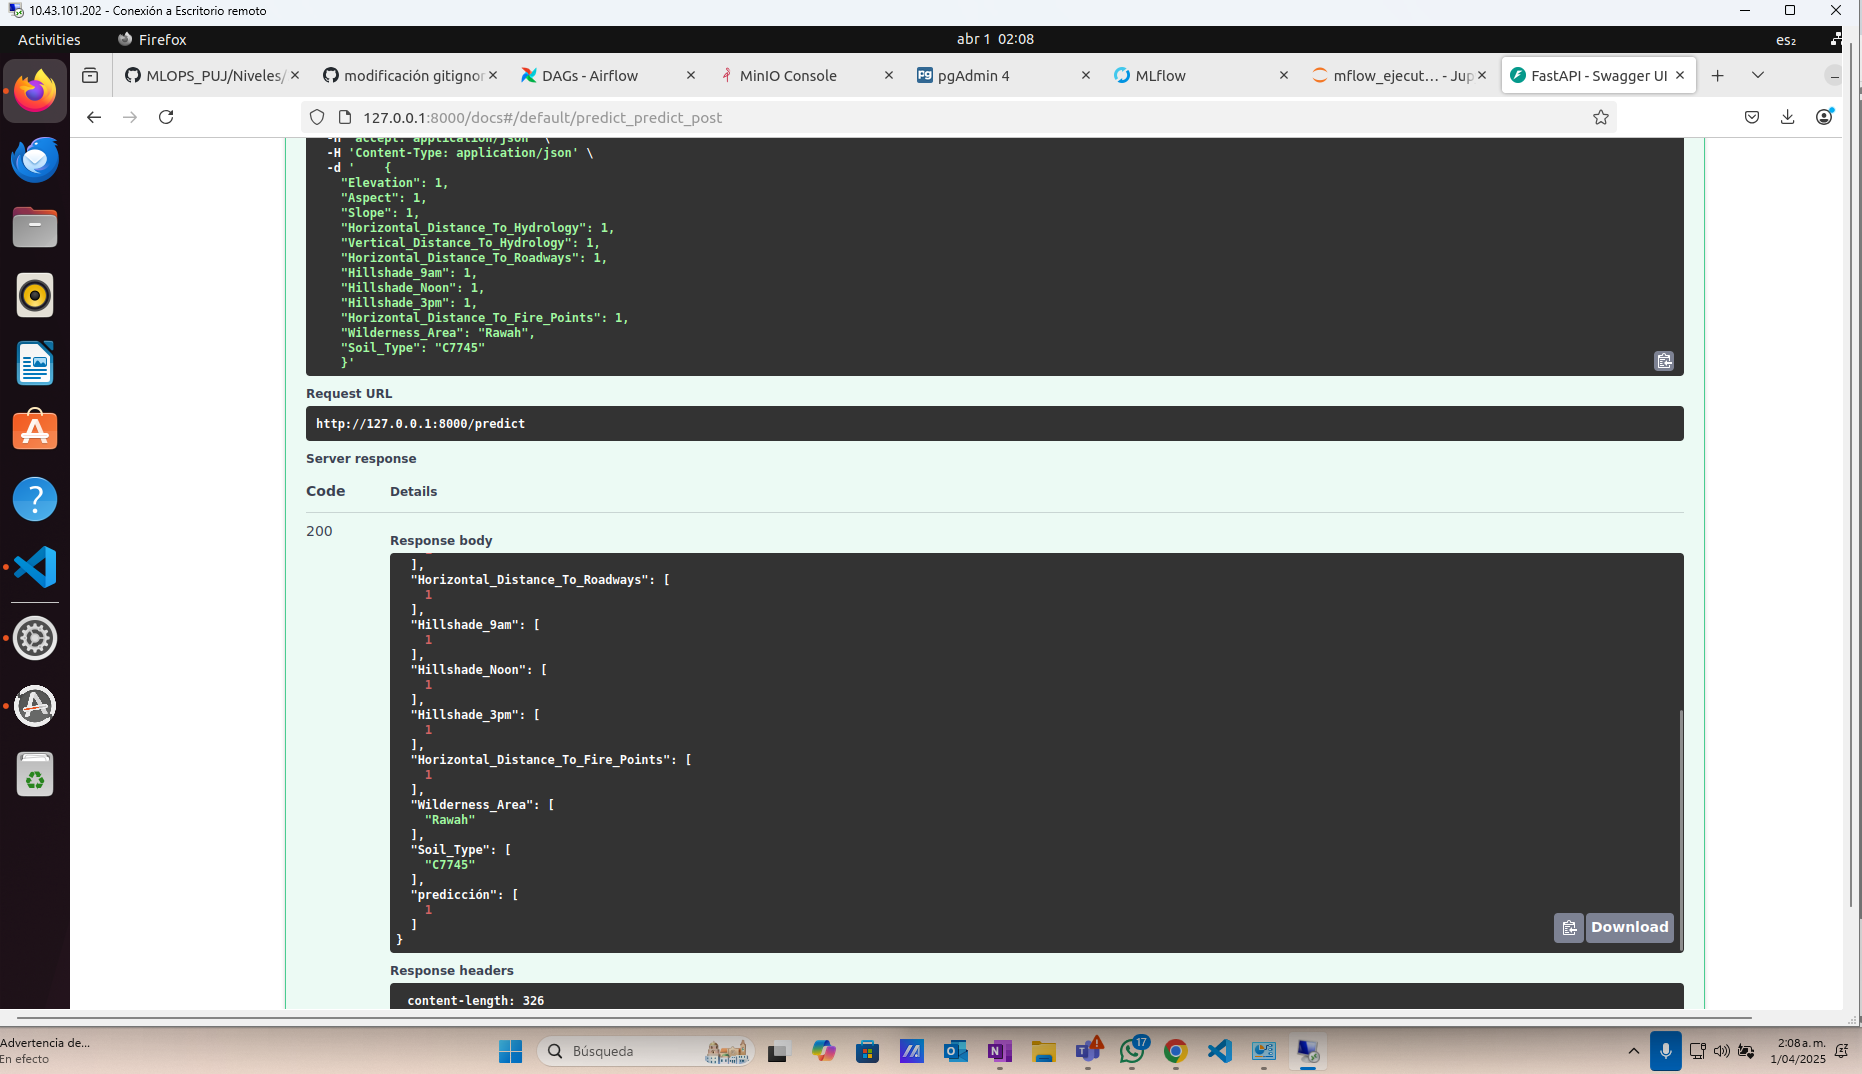 10.43.101.202 - Conexión a Escritorio remoto
Activities
Firefox
abr 1 02:08
es₂
MLOPS_PUJ/Niveles/
modificación gitignor
DAGs - Airflow
MinIO Console
pgAdmin 4
MLflow
mflow_ejecut… - Jup
FastAPI - Swagger UI
127.0.0.1:8000/docs#/default/predict_predict_post
-H 'accept: application/json' \
-H 'Content-Type: application/json' \
-d '    {
"Elevation": 1,
"Aspect": 1,
"Slope": 1,
"Horizontal_Distance_To_Hydrology": 1,
"Vertical_Distance_To_Hydrology": 1,
"Horizontal_Distance_To_Roadways": 1,
"Hillshade_9am": 1,
"Hillshade_Noon": 1,
"Hillshade_3pm": 1,
"Horizontal_Distance_To_Fire_Points": 1,
"Wilderness_Area": "Rawah",
"Soil_Type": "C7745"
}'
Request URL
http://127.0.0.1:8000/predict
Server response
Code
Details
200
Response body
],
"Horizontal_Distance_To_Roadways": [
1
],
"Hillshade_9am": [
1
],
"Hillshade_Noon": [
1
],
"Hillshade_3pm": [
1
],
"Horizontal_Distance_To_Fire_Points": [
1
],
"Wilderness_Area": [
"Rawah"
],
"Soil_Type": [
"C7745"
],
"predicción": [
1
]
}
Download
Response headers
content-length: 326
Advertencia de...
En efecto
Búsqueda
17
2:08 a. m.
1/04/2025